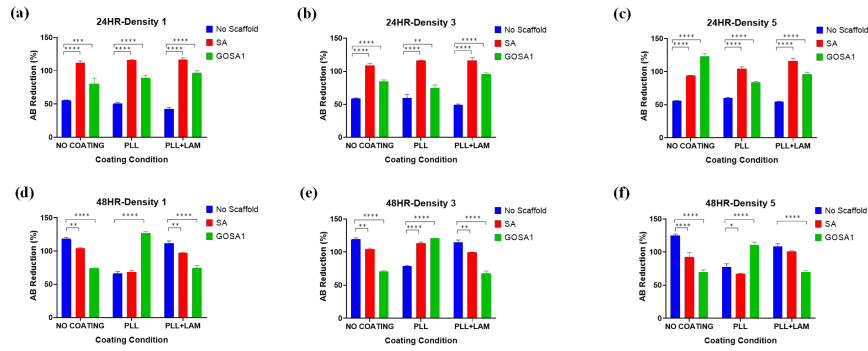 (a)
24HR-Density 1
AB Reduction (%)
150
100
50
0
***
****
****
****
****
****
NO COATING PLL PLL+LAM
Coating Condition
No Scaffold
SA
GOSA1
(b)
24HR-Density 3
AB Reduction (%)
150
100
50
0
****
****
**
****
****
****
NO COATING PLL PLL+LAM
Coating Condition
No Scaffold
SA
GOSA1
(c)
24HR-Density 5
AB Reduction (%)
150
100
50
0
****
****
****
****
****
****
NO COATING PLL PLL+LAM
Coating Condition
No Scaffold
SA
GOSA1
(d)
48HR-Density 1
AB Reduction (%)
150
100
50
0
****
**
****
****
**
NO COATING PLL PLL+LAM
Coating Condition
No Scaffold
SA
GOSA1
(e)
48HR-Density 3
AB Reduction (%)
150
100
50
0
****
**
****
****
****
**
NO COATING PLL PLL+LAM
Coating Condition
No Scaffold
SA
GOSA1
(f)
48HR-Density 5
AB Reduction (%)
150
100
50
0
****
****
****
*
****
NO COATING PLL PLL+LAM
Coating Condition
No Scaffold
SA
GOSA1